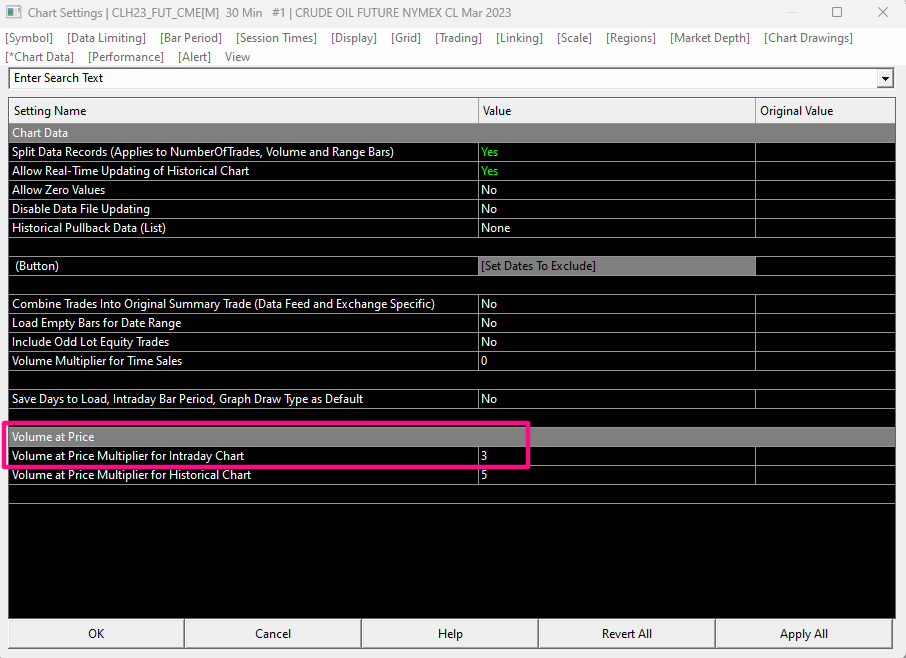 Chart Settings | CLH23_FUT_CME[M]  30 Min   #1 | CRUDE OIL FUTURE NYMEX CL Mar 2023
[Symbol] [Data Limiting] [Bar Period] [Session Times] [Display] [Grid] [Trading] [Linking] [Scale] [Regions] [Market Depth] [Chart Drawings]
[*Chart Data] [Performance] [Alert] View
Enter Search Text
Setting Name Value Original Value
Chart Data
Split Data Records (Applies to NumberOfTrades, Volume and Range Bars) Yes
Allow Real-Time Updating of Historical Chart Yes
Allow Zero Values No
Disable Data File Updating No
Historical Pullback Data (List) None
(Button) [Set Dates To Exclude]
Combine Trades Into Original Summary Trade (Data Feed and Exchange Specific) No
Load Empty Bars for Date Range No
Include Odd Lot Equity Trades No
Volume Multiplier for Time Sales 0
Save Days to Load, Intraday Bar Period, Graph Draw Type as Default No
Volume at Price
Volume at Price Multiplier for Intraday Chart 3
Volume at Price Multiplier for Historical Chart 5
OK Cancel Help Revert All Apply All